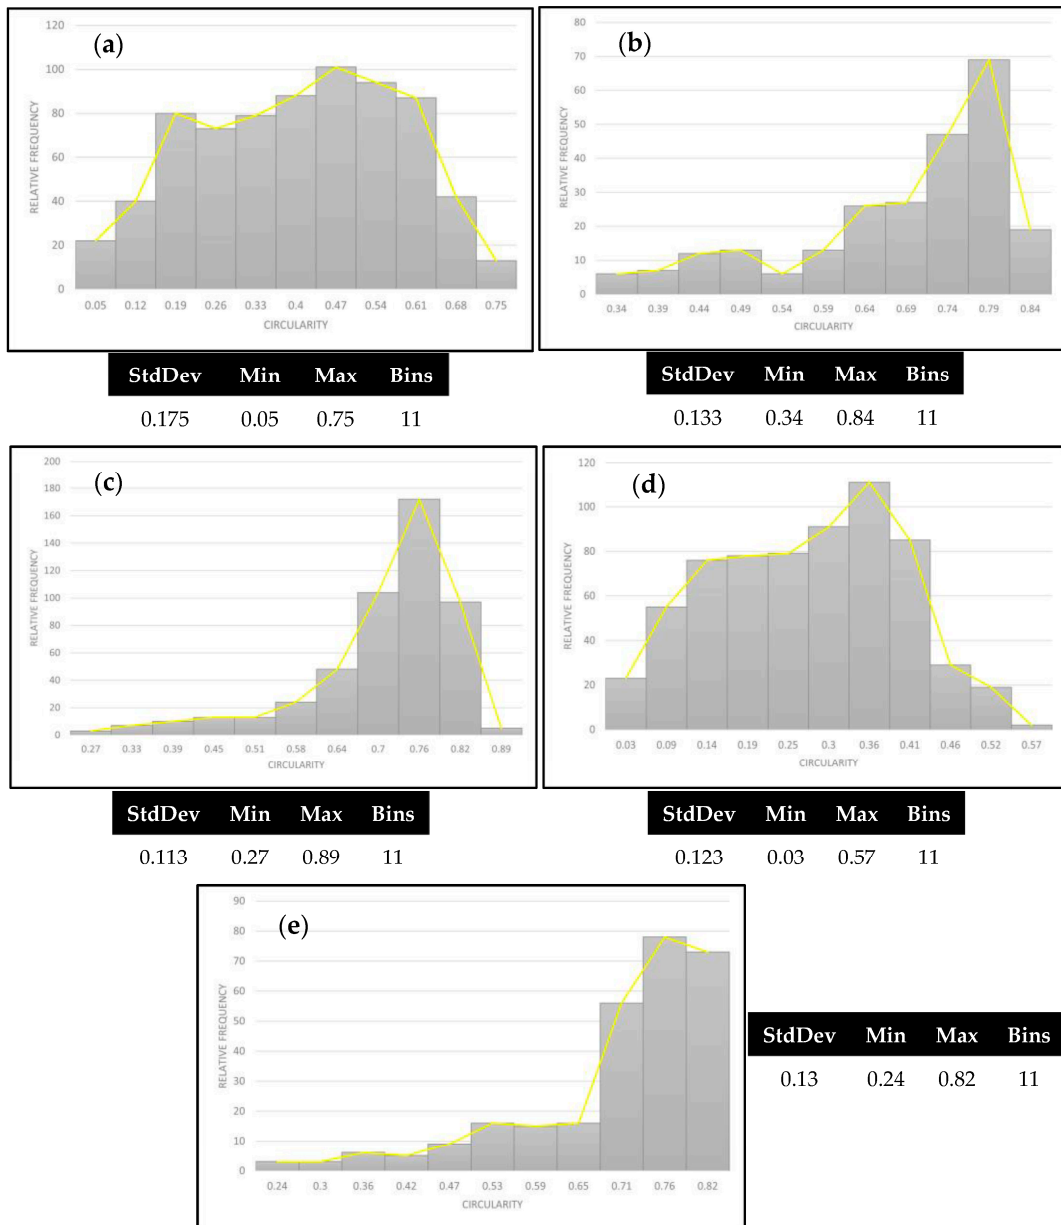 (a)
RELATIVE FREQUENCY
120
100
80
60
40
20
0
0.05 0.12 0.19 0.26 0.33 0.4 0.47 0.54 0.61 0.68 0.75
CIRCULARITY
StdDev Min Max Bins
0.175 0.05 0.75 11
(b)
RELATIVE FREQUENCY
80
70
60
50
40
30
20
10
0
0.34 0.39 0.44 0.49 0.54 0.59 0.64 0.69 0.74 0.79 0.84
CIRCULARITY
StdDev Min Max Bins
0.133 0.34 0.84 11
(c)
RELATIVE FREQUENCY
200
180
160
140
120
100
80
60
40
20
0
0.27 0.33 0.39 0.45 0.51 0.58 0.64 0.7 0.76 0.82 0.89
CIRCULARITY
StdDev Min Max Bins
0.113 0.27 0.89 11
(d)
RELATIVE FREQUENCY
120
100
80
60
40
20
0
0.03 0.09 0.14 0.19 0.25 0.3 0.36 0.41 0.46 0.52 0.57
CIRCULARITY
StdDev Min Max Bins
0.123 0.03 0.57 11
(e)
RELATIVE FREQUENCY
90
80
70
60
50
40
30
20
10
0
0.24 0.3 0.36 0.42 0.47 0.53 0.59 0.65 0.71 0.76 0.82
CIRCULARITY
StdDev Min Max Bins
0.13 0.24 0.82 11